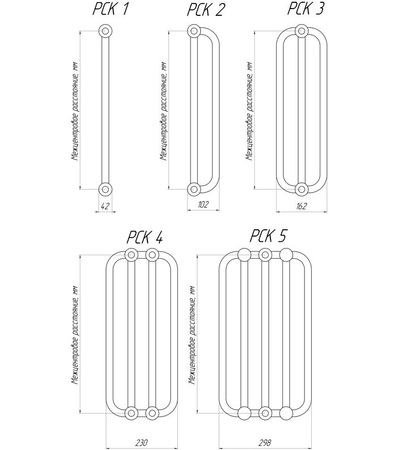 РСК 1
РСК 2
РСК 3
Межцентровое расстояние, мм
Межцентровое расстояние, мм
Межцентровое расстояние, мм
42
102
162
РСК 4
РСК 5
Межцентровое расстояние, мм
Межцентровое расстояние, мм
230
298